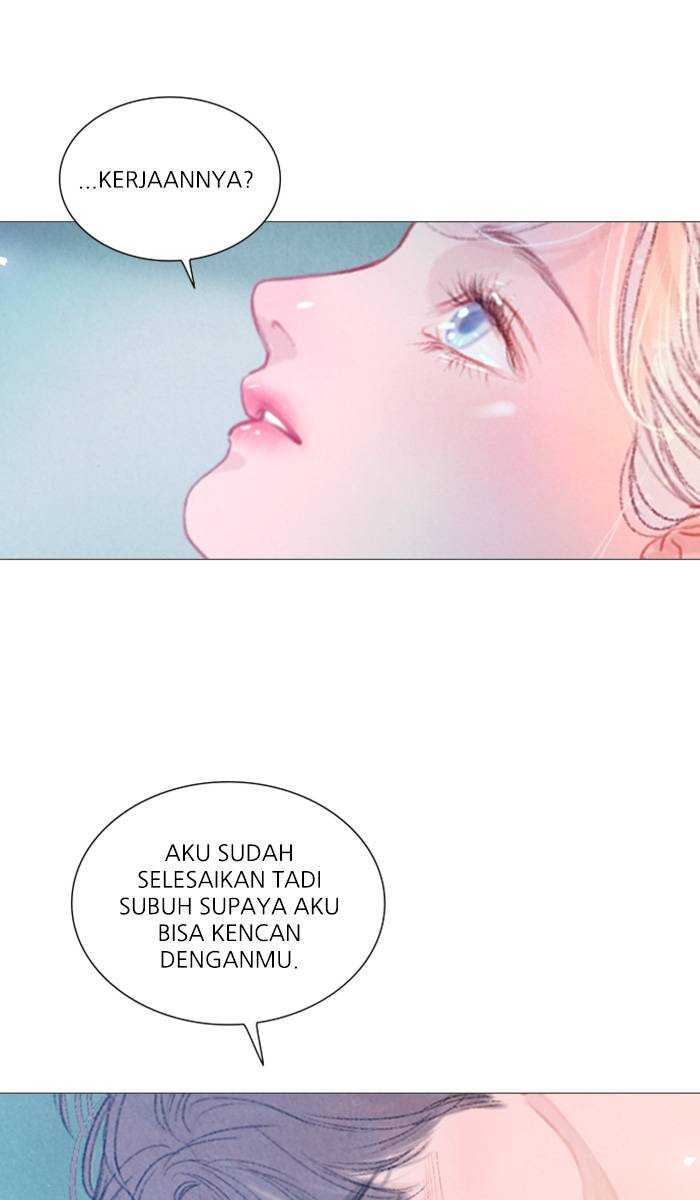 ...KERJAANNYA?
AKU SUDAH
SELESAIKAN TADI
SUBUH SUPAYA AKU
BISA KENCAN
DENGANMU.